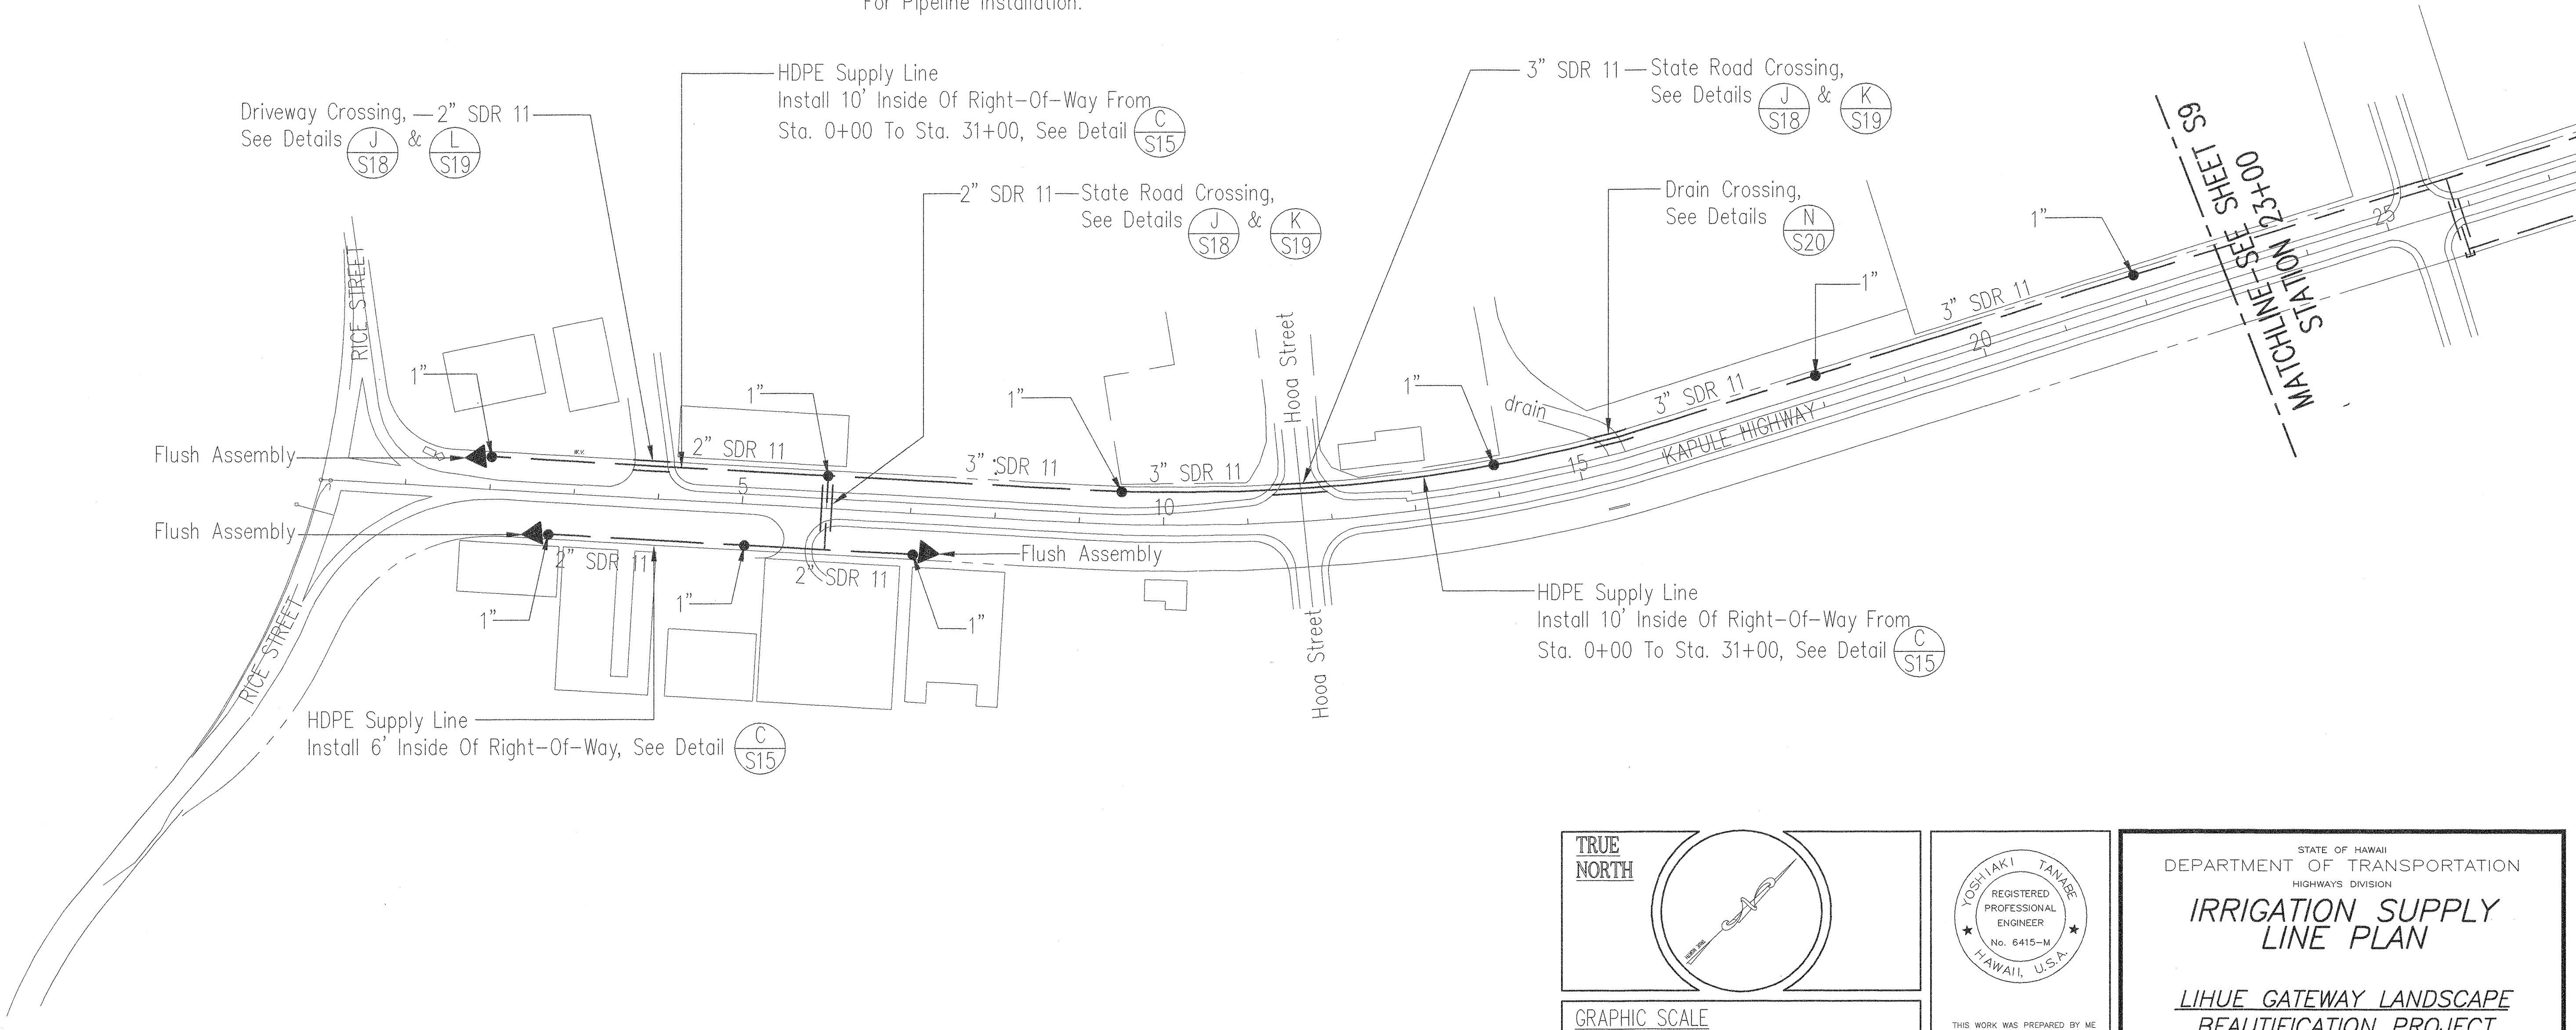 For Pipeline Installation.
HDPE Supply Line
Install 10' Inside Of Right-Of-Way From
Sta. 0+00 To Sta. 31+00, See Detail C S15
Driveway Crossing, 2" SDR 11
See Details J S18 & L S19
3" SDR 11 State Road Crossing,
See Details J S18 & K S19
2" SDR 11 State Road Crossing,
See Details J S18 & K S19
Drain Crossing,
See Details N S20
MATCHLINE-SEE SHEET S9
STATION 23+00
25
1"
1"
3" SDR 11
20
3" SDR 11
KAPULE HIGHWAY
drain
15
1"
Hooa Street
RICE STREET
1"
1"
1"
Flush Assembly
W.V.
2" SDR 11
3" SDR 11
3" SDR 11
5
10
Flush Assembly
2" SDR 11
2" SDR 11
Flush Assembly
1"
1"
1"
RICE STREET
Hooa Street
HDPE Supply Line
Install 10' Inside Of Right-Of-Way From
Sta. 0+00 To Sta. 31+00, See Detail C S15
HDPE Supply Line
Install 6' Inside Of Right-Of-Way, See Detail C S15
TRUE
NORTH
TRUE NORTH
GRAPHIC SCALE
YOSHIAKI TANABE
REGISTERED
PROFESSIONAL
ENGINEER
No. 6415-M
HAWAII, U.S.A.
THIS WORK WAS PREPARED BY ME
STATE OF HAWAII
DEPARTMENT OF TRANSPORTATION
HIGHWAYS DIVISION
IRRIGATION SUPPLY
LINE PLAN
LIHUE GATEWAY LANDSCAPE
BEAUTIFICATION PROJECT